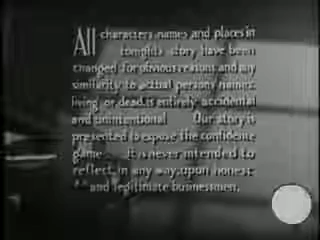 All characters, names and places in
tonight's story have been
changed for obvious reasons and any
similarity to actual persons' names,
living or dead, is entirely accidental
and unintentional Our story is
presented to expose the confidence
game it is never intended to
reflect, in any way, upon honest
and legitimate businessmen.